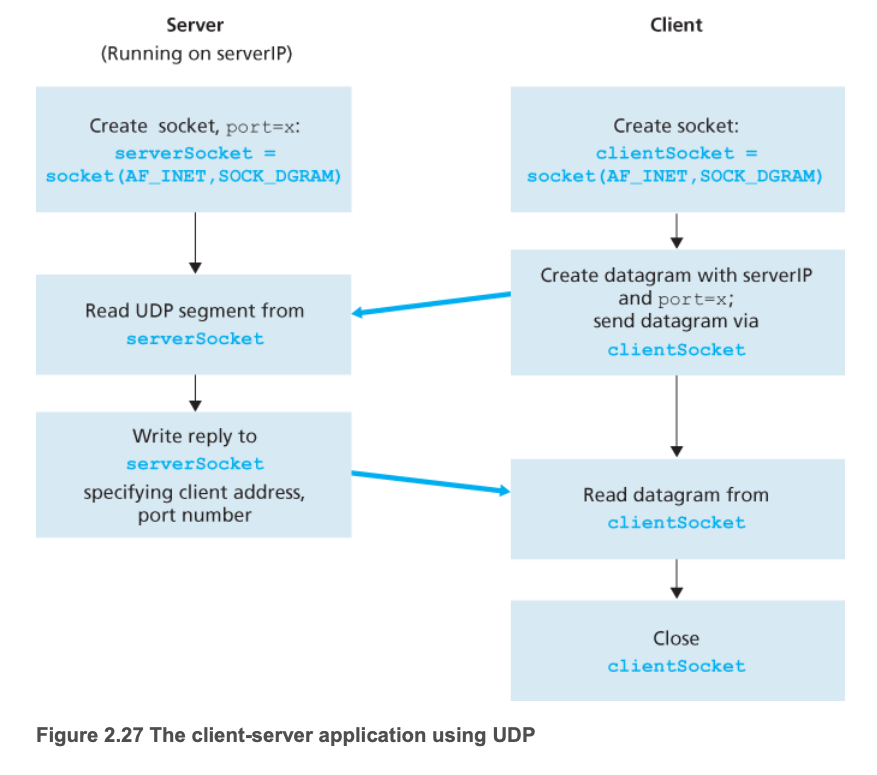 Server
(Running on serverIP)
Create socket, port=x:
serverSocket =
socket(AF_INET,SOCK_DGRAM)
Read UDP segment from
serverSocket
Write reply to
serverSocket
specifying client address,
port number
Client
Create socket:
clientSocket =
socket(AF_INET,SOCK_DGRAM)
Create datagram with serverIP
and port=x;
send datagram via
clientSocket
Read datagram from
clientSocket
Close
clientSocket
Figure 2.27 The client-server application using UDP